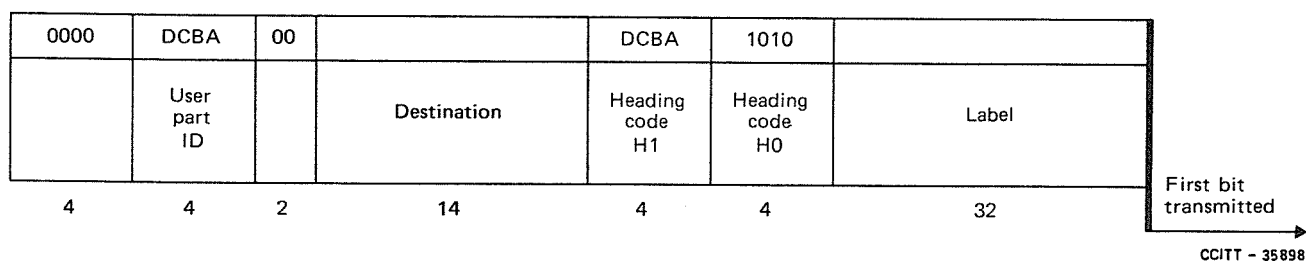 0000 DCBA 00 DCBA 1010
User
part
ID
Destination
Heading
code
H1
Heading
code
H0
Label
4 4 2 14 4 4 32
First bit
transmitted
CCITT - 35898